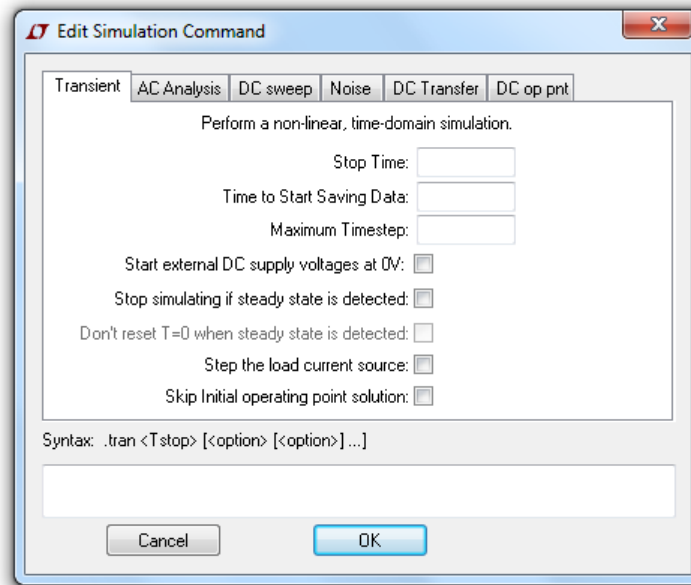 Edit Simulation Command
Transient AC Analysis DC sweep Noise DC Transfer DC op pnt
Perform a non-linear, time-domain simulation.
Stop Time:
Time to Start Saving Data:
Maximum Timestep:
Start external DC supply voltages at 0V:
Stop simulating if steady state is detected:
Don't reset T=0 when steady state is detected:
Step the load current source:
Skip Initial operating point solution:
Syntax: .tran <Tstop> [<option> [<option>] ...]
Cancel OK